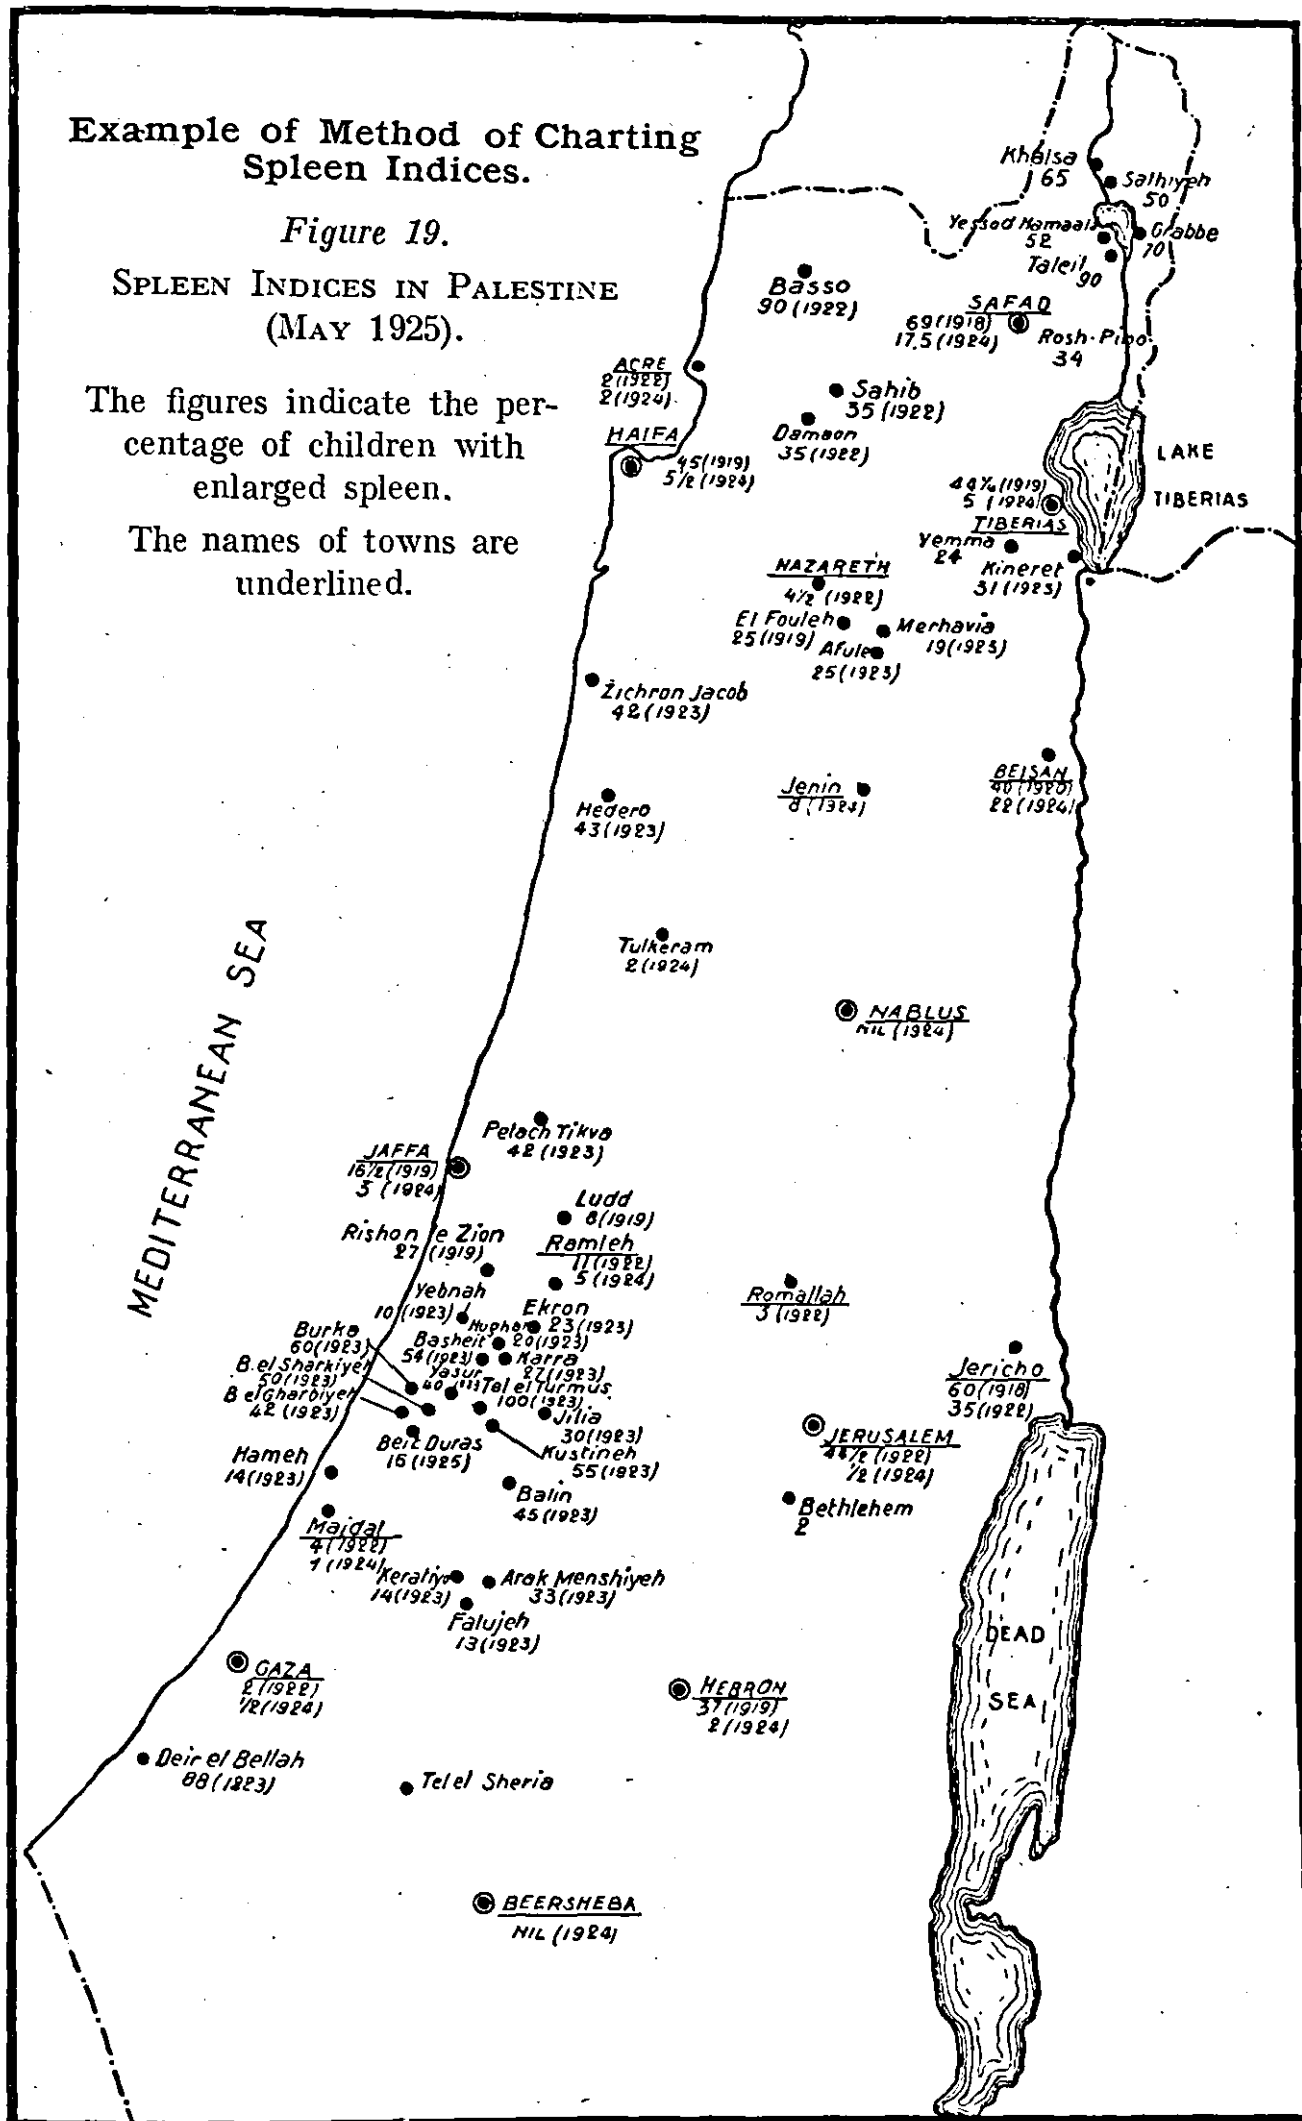 Example of Method of Charting
Spleen Indices.
Figure 19.
SPLEEN INDICES IN PALESTINE
(MAY 1925).
The figures indicate the per-
centage of children with
enlarged spleen.
The names of towns are
underlined.
Khalsa
65
Salhiyeh
50
Yessod Hamaala
52
Grabbe
70
Taleil
90
Basso
90 (1922)
SAFAD
69 (1918)
17.5 (1924)
Rosh-Pino
34
ACRE
2 (1922)
2 (1924)
Sahib
35 (1922)
Damoon
35 (1922)
HAIFA
45 (1919)
5½ (1924)
LAKE
TIBERIAS
(1919)
5 (1924)
TIBERIAS
Yemma
24
Kineret
31 (1923)
NAZARETH
4½ (1922)
El Fouleh
25 (1919)
Merhavia
19 (1923)
Afule
25 (1923)
Zichron Jacob
42 (1923)
BEISAN
40 (1920)
22 (1924)
Jenin
8 (1924)
Hedero
43 (1923)
Tulkeram
2 (1924)
NABLUS
NIL (1924)
MEDITERRANEAN SEA
Petach Tikva
42 (1923)
JAFFA
16½ (1919)
3 (1924)
Ludd
8 (1919)
Rishon le Zion
27 (1919)
Ramleh
11 (1922)
5 (1924)
Yebnah
10 (1923)
Romallah
3 (1922)
Ekron
23 (1923)
Mughar
20 (1923)
Burka
60 (1923)
Basheit
54 (1923)
Karra
27 (1923)
B. el Sharkiyeh
50 (1923)
Yasur
40
Tel el Turmus
100 (1923)
B el Gharbiyeh
42 (1923)
Jilia
30 (1923)
Jericho
60 (1918)
35 (1922)
Beit Duras
16 (1925)
Kustineh
55 (1923)
JERUSALEM
(1922)
½ (1924)
Hameh
14 (1923)
Balin
45 (1923)
Bethlehem
2
Majdal
4 (1922)
1 (1924)
Keratiya
14 (1923)
Arak Menshiyeh
33 (1923)
Falujeh
13 (1923)
DEAD
SEA
GAZA
2 (1922)
½ (1924)
HEBRON
37 (1919)
2 (1924)
Deir el Bellah
88 (1923)
Tel el Sheria
BEERSHEBA
NIL (1924)